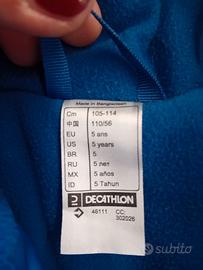 Made in Bangladesh
Cm 105-114
中国 110/56
EU 5 ans
US 5 years
BR 5
RU 5 лет
MX 5 años
ID 5 Tahun
DECATHLON
46111 CC:
302026
subito